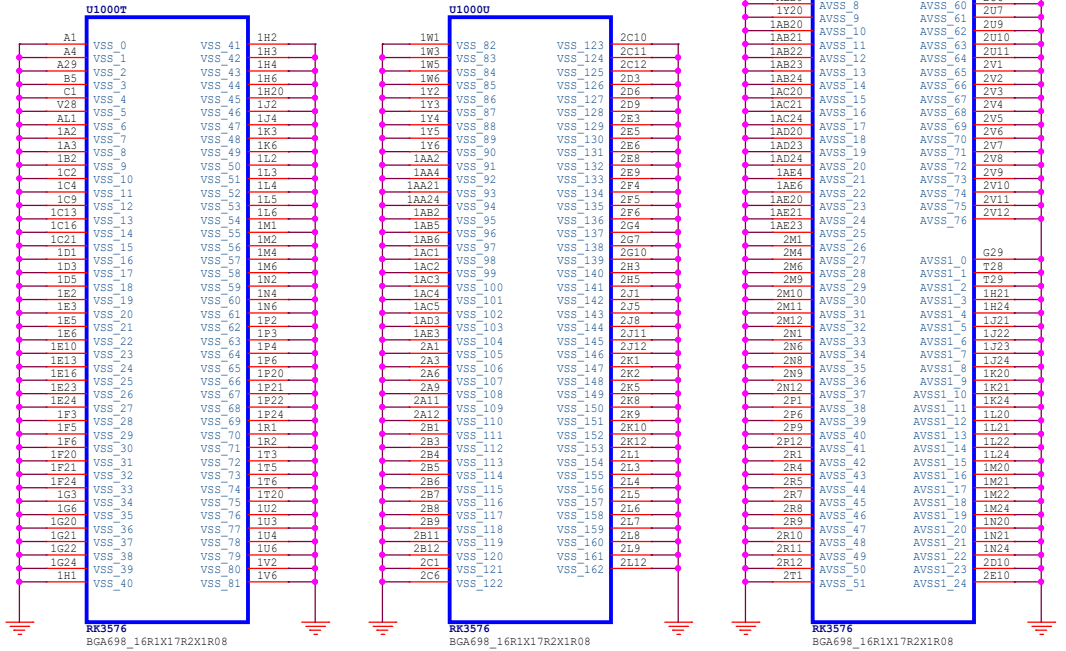 U1000T
A1 VSS_0 VSS_41 1H2
A4 VSS_1 VSS_42 1H3
A29 VSS_2 VSS_43 1H4
B5 VSS_3 VSS_44 1H6
C1 VSS_4 VSS_45 1H20
V28 VSS_5 VSS_46 1J2
AL1 VSS_6 VSS_47 1J4
1A2 VSS_7 VSS_48 1K3
1A3 VSS_8 VSS_49 1K6
1B2 VSS_9 VSS_50 1L2
1C2 VSS_10 VSS_51 1L3
1C4 VSS_11 VSS_52 1L4
1C9 VSS_12 VSS_53 1L5
1C13 VSS_13 VSS_54 1L6
1C16 VSS_14 VSS_55 1M1
1C21 VSS_15 VSS_56 1M2
1D1 VSS_16 VSS_57 1M4
1D3 VSS_17 VSS_58 1M6
1D5 VSS_18 VSS_59 1N2
1E2 VSS_19 VSS_60 1N4
1E3 VSS_20 VSS_61 1N6
1E5 VSS_21 VSS_62 1P2
1E6 VSS_22 VSS_63 1P3
1E10 VSS_23 VSS_64 1P4
1E13 VSS_24 VSS_65 1P6
1E16 VSS_25 VSS_66 1P20
1E23 VSS_26 VSS_67 1P21
1E24 VSS_27 VSS_68 1P22
1F3 VSS_28 VSS_69 1P24
1F5 VSS_29 VSS_70 1R1
1F6 VSS_30 VSS_71 1R2
1F20 VSS_31 VSS_72 1T3
1F21 VSS_32 VSS_73 1T5
1F24 VSS_33 VSS_74 1T6
1G3 VSS_34 VSS_75 1T20
1G6 VSS_35 VSS_76 1U2
1G20 VSS_36 VSS_77 1U3
1G21 VSS_37 VSS_78 1U4
1G22 VSS_38 VSS_79 1U6
1G24 VSS_39 VSS_80 1V2
1H1 VSS_40 VSS_81 1V6
RK3576
BGA698_16R1X17R2X1R08
U1000U
1W1 VSS_82 VSS_123 2C10
1W3 VSS_83 VSS_124 2C11
1W5 VSS_84 VSS_125 2C12
1W6 VSS_85 VSS_126 2D3
1Y2 VSS_86 VSS_127 2D6
1Y3 VSS_87 VSS_128 2D9
1Y4 VSS_88 VSS_129 2E3
1Y5 VSS_89 VSS_130 2E5
1Y6 VSS_90 VSS_131 2E6
1AA2 VSS_91 VSS_132 2E8
1AA4 VSS_92 VSS_133 2E9
1AA21 VSS_93 VSS_134 2F4
1AA24 VSS_94 VSS_135 2F5
1AB2 VSS_95 VSS_136 2F6
1AB5 VSS_96 VSS_137 2G4
1AB6 VSS_97 VSS_138 2G7
1AC1 VSS_98 VSS_139 2G10
1AC2 VSS_99 VSS_140 2H3
1AC3 VSS_100 VSS_141 2H5
1AC4 VSS_101 VSS_142 2J1
1AC5 VSS_102 VSS_143 2J5
1AD3 VSS_103 VSS_144 2J8
1AE3 VSS_104 VSS_145 2J11
2A1 VSS_105 VSS_146 2J12
2A3 VSS_106 VSS_147 2K1
2A6 VSS_107 VSS_148 2K2
2A9 VSS_108 VSS_149 2K5
2A11 VSS_109 VSS_150 2K8
2A12 VSS_110 VSS_151 2K9
2B1 VSS_111 VSS_152 2K10
2B3 VSS_112 VSS_153 2K12
2B4 VSS_113 VSS_154 2L1
2B5 VSS_114 VSS_155 2L3
2B6 VSS_115 VSS_156 2L4
2B7 VSS_116 VSS_157 2L5
2B8 VSS_117 VSS_158 2L6
2B9 VSS_118 VSS_159 2L7
2B11 VSS_119 VSS_160 2L8
2B12 VSS_120 VSS_161 2L9
2C1 VSS_121 VSS_162 2L12
2C6 VSS_122
RK3576
BGA698_16R1X17R2X1R08
AVSS_8 AVSS_60
1Y20 AVSS_9 AVSS_61 2U7
1AB20 AVSS_10 AVSS_62 2U9
1AB21 AVSS_11 AVSS_63 2U10
1AB22 AVSS_12 AVSS_64 2U11
1AB23 AVSS_13 AVSS_65 2V1
1AB24 AVSS_14 AVSS_66 2V2
1AC20 AVSS_15 AVSS_67 2V3
1AC21 AVSS_16 AVSS_68 2V4
1AC24 AVSS_17 AVSS_69 2V5
1AD20 AVSS_18 AVSS_70 2V6
1AD23 AVSS_19 AVSS_71 2V7
1AD24 AVSS_20 AVSS_72 2V8
1AE4 AVSS_21 AVSS_73 2V9
1AE6 AVSS_22 AVSS_74 2V10
1AE20 AVSS_23 AVSS_75 2V11
1AE21 AVSS_24 AVSS_76 2V12
1AE23 AVSS_25
2M1 AVSS_26
2M4 AVSS_27 AVSS1_0 G29
2M6 AVSS_28 AVSS1_1 T28
2M9 AVSS_29 AVSS1_2 T29
2M10 AVSS_30 AVSS1_3 1H21
2M11 AVSS_31 AVSS1_4 1H24
2M12 AVSS_32 AVSS1_5 1J21
2N1 AVSS_33 AVSS1_6 1J22
2N6 AVSS_34 AVSS1_7 1J23
2N8 AVSS_35 AVSS1_8 1J24
2N9 AVSS_36 AVSS1_9 1K20
2N12 AVSS_37 AVSS1_10 1K21
2P1 AVSS_38 AVSS1_11 1K24
2P6 AVSS_39 AVSS1_12 1L20
2P9 AVSS_40 AVSS1_13 1L21
2P12 AVSS_41 AVSS1_14 1L22
2R1 AVSS_42 AVSS1_15 1L24
2R4 AVSS_43 AVSS1_16 1M20
2R5 AVSS_44 AVSS1_17 1M21
2R7 AVSS_45 AVSS1_18 1M22
2R8 AVSS_46 AVSS1_19 1M24
2R9 AVSS_47 AVSS1_20 1N20
2R10 AVSS_48 AVSS1_21 1N21
2R11 AVSS_49 AVSS1_22 1N24
2R12 AVSS_50 AVSS1_23 2D10
2T1 AVSS_51 AVSS1_24 2E10
RK3576
BGA698_16R1X17R2X1R08